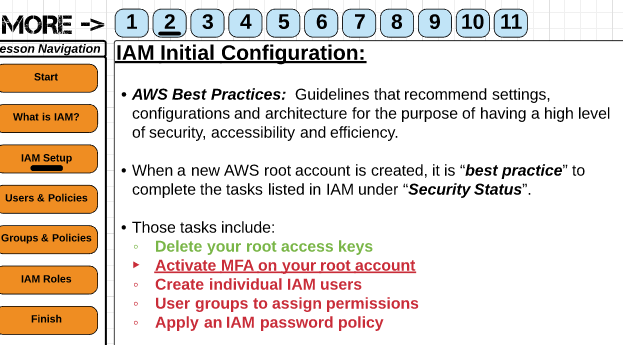 MORE -> 1 2 3 4 5 6 7 8 9 10 11
esson Navigation
Start
What is IAM?
IAM Setup
Users & Policies
Groups & Policies
IAM Roles
Finish
IAM Initial Configuration:
• AWS Best Practices: Guidelines that recommend settings,
configurations and architecture for the purpose of having a high level
of security, accessibility and efficiency.
• When a new AWS root account is created, it is “best practice” to
complete the tasks listed in IAM under “Security Status”.
• Those tasks include:
◦ Delete your root access keys
‣ Activate MFA on your root account
◦ Create individual IAM users
◦ User groups to assign permissions
◦ Apply an IAM password policy